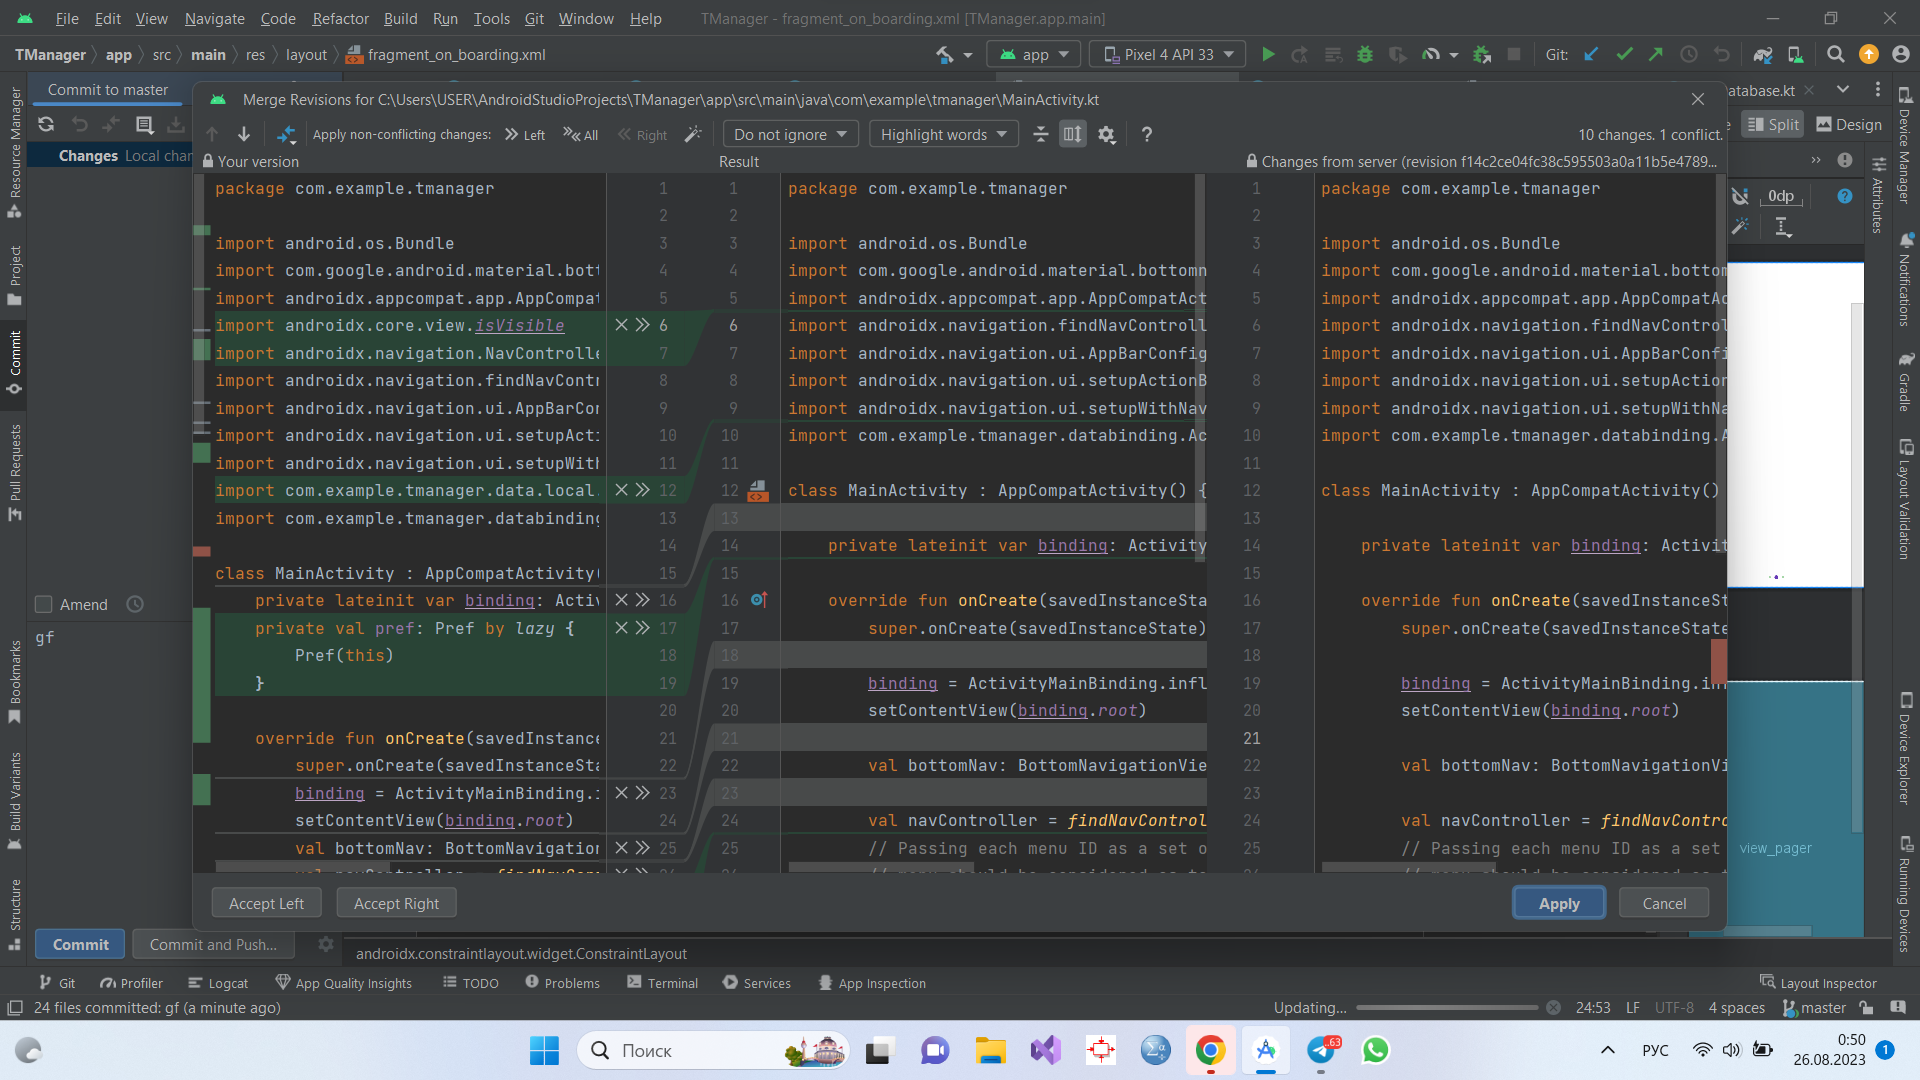 File Edit View Navigate Code Refactor Build Run Tools Git Window Help TManager - fragment_on_boarding.xml [TManager.app.main]
TManager app src main res layout fragment_on_boarding.xml app Pixel 4 API 33 Git:
Commit to master
Merge Revisions for C:\Users\USER\AndroidStudioProjects\TManager\app\src\main\java\com\example\tmanager\MainActivity.kt
atabase.kt
Apply non-conflicting changes: Left All Right Do not ignore Highlight words ? 10 changes. 1 conflict.
Split Design
Changes Local char
Your version Result Changes from server (revision f14c2ce04fc38c595503a0a11b5e4789...
0dp
package com.example.tmanager 1
2
import android.os.Bundle 3
import com.google.android.material.bott 4
import androidx.appcompat.app.AppCompat 5
import androidx.core.view.isVisible 6
import androidx.navigation.NavControlle 7
import androidx.navigation.findNavContr 8
import androidx.navigation.ui.AppBarCon 9
import androidx.navigation.ui.setupActi 10
import androidx.navigation.ui.setupWith 11
import com.example.tmanager.data.local. 12
import com.example.tmanager.databinding 13
14
class MainActivity : AppCompatActivity( 15
private lateinit var binding: Activ 16
private val pref: Pref by lazy { 17
Pref(this) 18
} 19
20
override fun onCreate(savedInstance 21
super.onCreate(savedInstanceSta 22
binding = ActivityMainBinding.i 23
setContentView(binding.root) 24
val bottomNav: BottomNavigation 25
1 package com.example.tmanager
2
3 import android.os.Bundle
4 import com.google.android.material.bottomn
5 import androidx.appcompat.app.AppCompatAct
6 import androidx.navigation.findNavControll
7 import androidx.navigation.ui.AppBarConfig
8 import androidx.navigation.ui.setupActionB
9 import androidx.navigation.ui.setupWithNav
10 import com.example.tmanager.databinding.Ac
11
12 class MainActivity : AppCompatActivity() {
13
14 private lateinit var binding: Activity
15
16 override fun onCreate(savedInstanceSta
17 super.onCreate(savedInstanceState)
18
19 binding = ActivityMainBinding.infl
20 setContentView(binding.root)
21
22 val bottomNav: BottomNavigationVie
23
24 val navController = findNavControl
25 // Passing each menu ID as a set o
1 package com.example.tmanager
2
3 import android.os.Bundle
4 import com.google.android.material.bottom
5 import androidx.appcompat.app.AppCompatAc
6 import androidx.navigation.findNavControl
7 import androidx.navigation.ui.AppBarConfi
8 import androidx.navigation.ui.setupAction
9 import androidx.navigation.ui.setupWithNa
10 import com.example.tmanager.databinding.A
11
12 class MainActivity : AppCompatActivity()
13
14 private lateinit var binding: Activit
15
16 override fun onCreate(savedInstanceSt
17 super.onCreate(savedInstanceState
18
19 binding = ActivityMainBinding.inf
20 setContentView(binding.root)
21
22 val bottomNav: BottomNavigationVi
23
24 val navController = findNavContro
25 // Passing each menu ID as a set
Amend
gf
view_pager
Accept Left Accept Right Apply Cancel
Commit Commit and Push...
androidx.constraintlayout.widget.ConstraintLayout
Resource Manager
Project
Commit
Pull Requests
Bookmarks
Build Variants
Structure
Device Manager
Attributes
Notifications
Gradle
Layout Validation
Device Explorer
Running Devices
Git Profiler Logcat App Quality Insights TODO Problems Terminal Services App Inspection Layout Inspector
24 files committed: gf (a minute ago) Updating... 24:53 LF UTF-8 4 spaces master
Поиск 63 РУС 0:50
26.08.2023 1